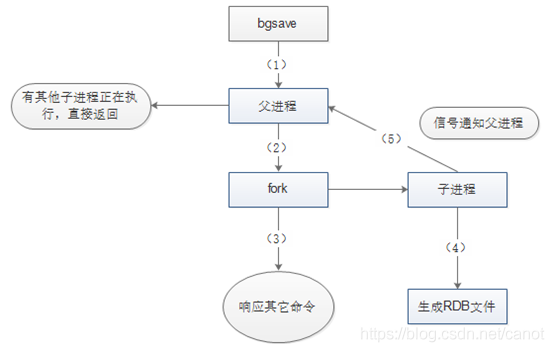 bgsave
（1）
有其他子进程正在执
行，直接返回
父进程
信号通知父进程
（5）
（2）
fork
子进程
（3）
（4）
响应其它命令
生成RDB文件
https://blog.csdn.net/canot